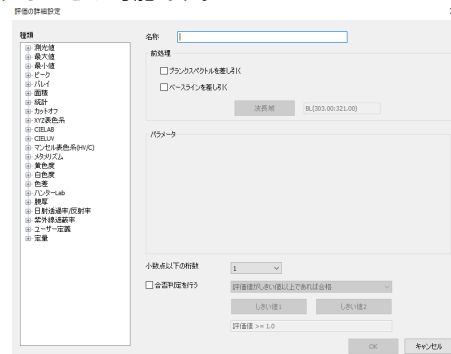 評価の詳細設定
種類
測光値
最大値
最小値
ピーク
バレイ
面積
統計
カットオフ
XYZ表色系
CIELAB
CIELUV
マンセル表色系(HV/C)
メタメリズム
黄色度
白色度
色差
ハンターLab
膜厚
日射透過率/反射率
紫外線遮蔽率
ユーザー定義
定量
名称
前処理
ブランクスペクトルを差し引く
ベースラインを差し引く
波長域
BL(303.00:321.00)
パラメータ
小数点以下の桁数
1
合否判定を行う
評価値がしきい値以上であれば合格
しきい値1
しきい値2
評価値 >= 1.0
OK
キャンセル